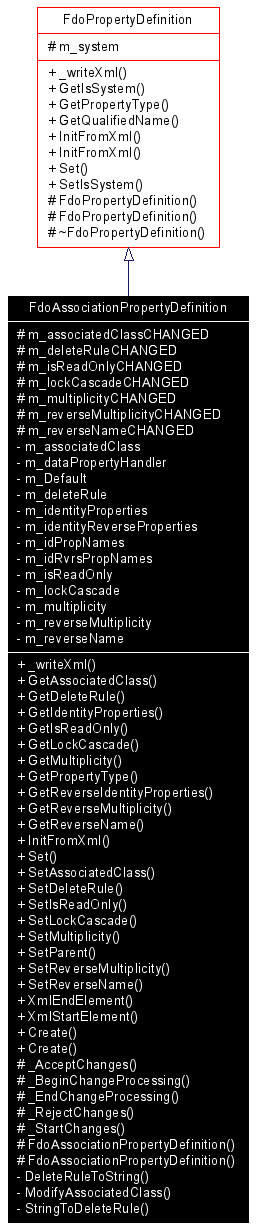 FdoPropertyDefinition
# m_system
+ _writeXml()
+ GetIsSystem()
+ GetPropertyType()
+ GetQualifiedName()
+ InitFromXml()
+ InitFromXml()
+ Set()
+ SetIsSystem()
# FdoPropertyDefinition()
# FdoPropertyDefinition()
# ~FdoPropertyDefinition()
FdoAssociationPropertyDefinition
# m_associatedClassCHANGED
# m_deleteRuleCHANGED
# m_isReadOnlyCHANGED
# m_lockCascadeCHANGED
# m_multiplicityCHANGED
# m_reverseMultiplicityCHANGED
# m_reverseNameCHANGED
- m_associatedClass
- m_dataPropertyHandler
- m_Default
- m_deleteRule
- m_identityProperties
- m_identityReverseProperties
- m_idPropNames
- m_idRvrsPropNames
- m_isReadOnly
- m_lockCascade
- m_multiplicity
- m_reverseMultiplicity
- m_reverseName
+ _writeXml()
+ GetAssociatedClass()
+ GetDeleteRule()
+ GetIdentityProperties()
+ GetIsReadOnly()
+ GetLockCascade()
+ GetMultiplicity()
+ GetPropertyType()
+ GetReverseIdentityProperties()
+ GetReverseMultiplicity()
+ GetReverseName()
+ InitFromXml()
+ Set()
+ SetAssociatedClass()
+ SetDeleteRule()
+ SetIsReadOnly()
+ SetLockCascade()
+ SetMultiplicity()
+ SetParent()
+ SetReverseMultiplicity()
+ SetReverseName()
+ XmlEndElement()
+ XmlStartElement()
+ Create()
+ Create()
# _AcceptChanges()
# _BeginChangeProcessing()
# _EndChangeProcessing()
# _RejectChanges()
# _StartChanges()
# FdoAssociationPropertyDefinition()
# FdoAssociationPropertyDefinition()
- DeleteRuleToString()
- ModifyAssociatedClass()
- StringToDeleteRule()